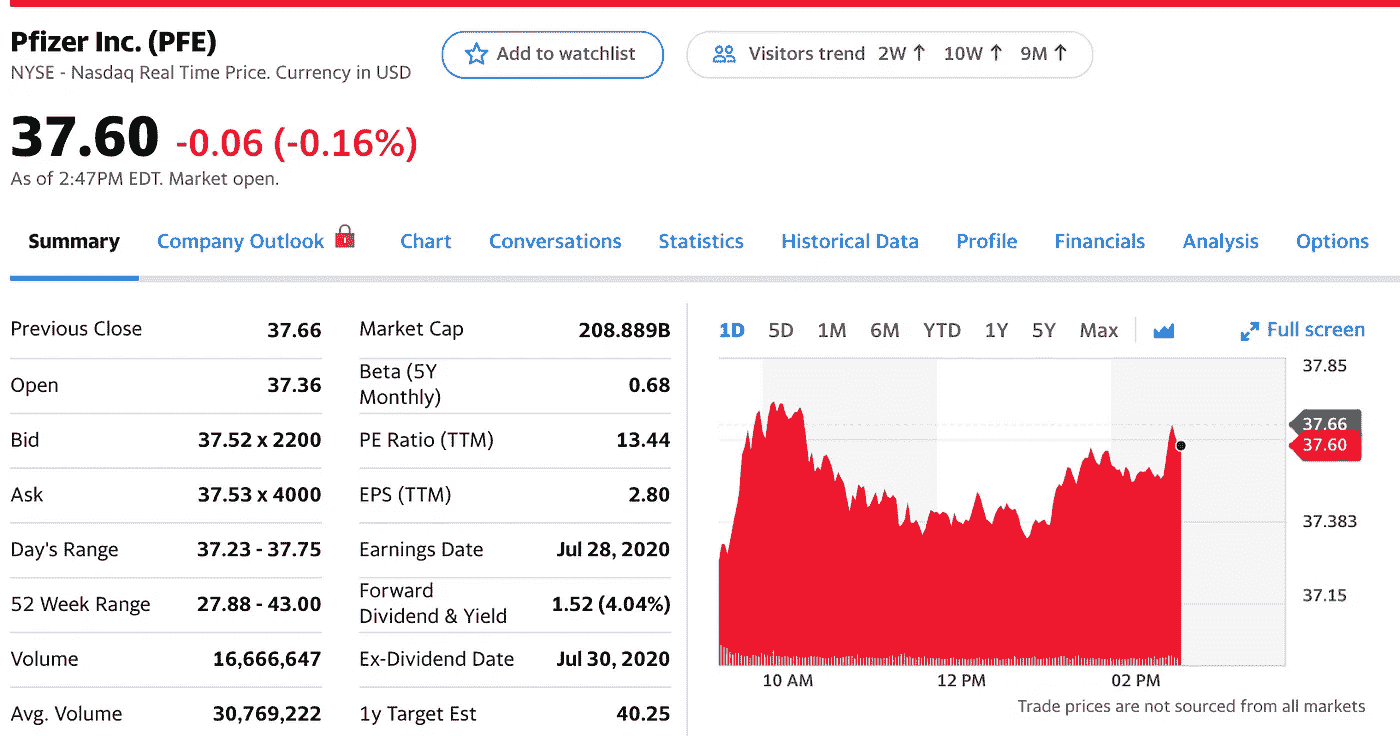 Pfizer Inc. (PFE)
NYSE - Nasdaq Real Time Price. Currency in USD
Add to watchlist
Visitors trend 2W ↑ 10W ↑ 9M ↑
37.60 -0.06 (-0.16%)
As of 2:47PM EDT. Market open.
Summary Company Outlook Chart Conversations Statistics Historical Data Profile Financials Analysis Options
Previous Close 37.66
Open 37.36
Bid 37.52 x 2200
Ask 37.53 x 4000
Day's Range 37.23 - 37.75
52 Week Range 27.88 - 43.00
Volume 16,666,647
Avg. Volume 30,769,222
Market Cap 208.889B
Beta (5Y
Monthly) 0.68
PE Ratio (TTM) 13.44
EPS (TTM) 2.80
Earnings Date Jul 28, 2020
Forward
Dividend & Yield 1.52 (4.04%)
Ex-Dividend Date Jul 30, 2020
1y Target Est 40.25
1D 5D 1M 6M YTD 1Y 5Y Max Full screen
37.85
37.66
37.60
37.383
37.15
10 AM 12 PM 02 PM
Trade prices are not sourced from all markets